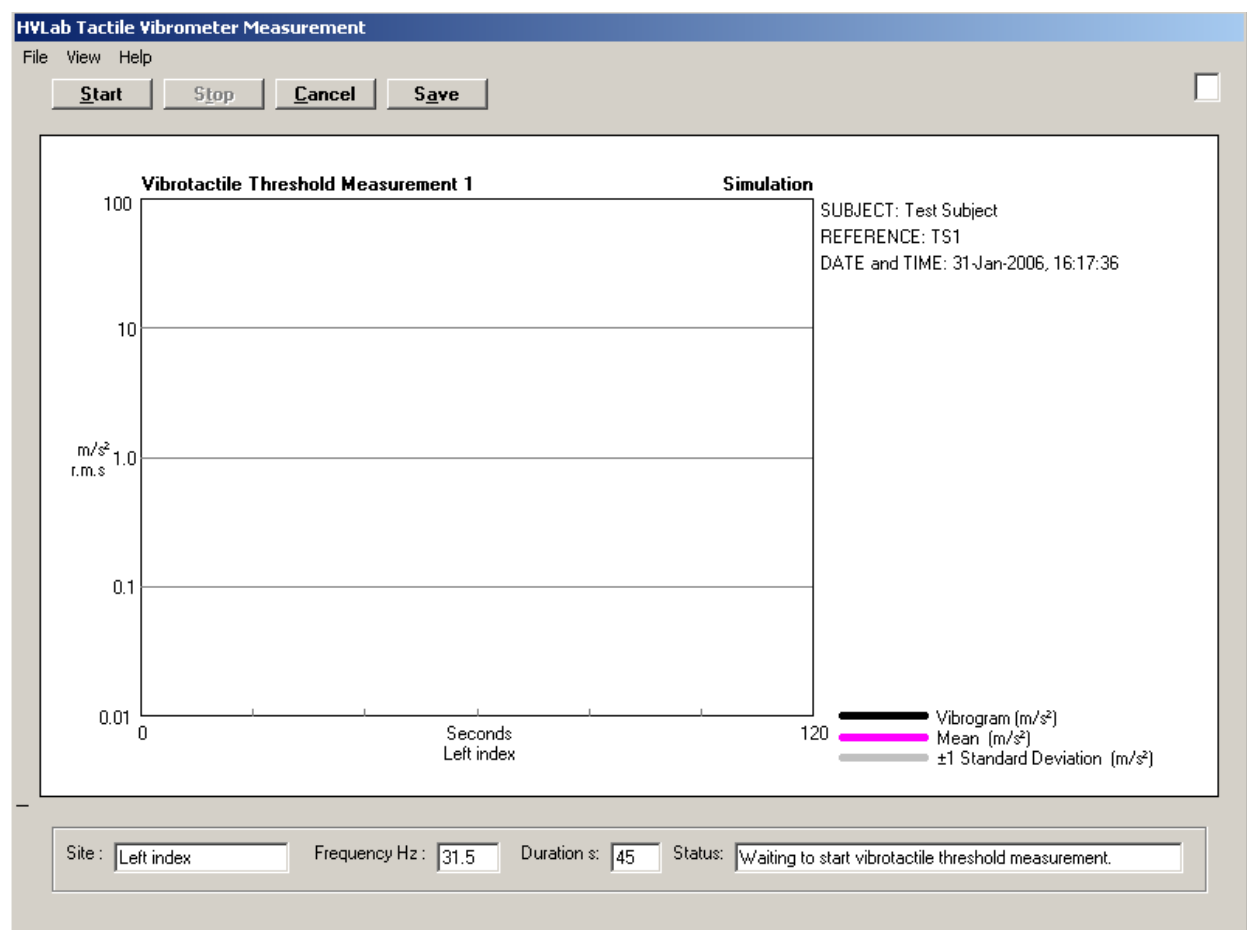 HVLab Tactile Vibrometer Measurement
File View Help
Start Stop Cancel Save
Vibrotactile Threshold Measurement 1 Simulation
100
SUBJECT: Test Subject
REFERENCE: TS1
DATE and TIME: 31-Jan-2006, 16:17:36
10
m/s²
1.0
r.m.s
0.1
0.01
0 Seconds 120
Left index
Vibrogram (m/s²)
Mean (m/s²)
±1 Standard Deviation (m/s²)
Site : Left index Frequency Hz : 31.5 Duration s: 45 Status: Waiting to start vibrotactile threshold measurement.